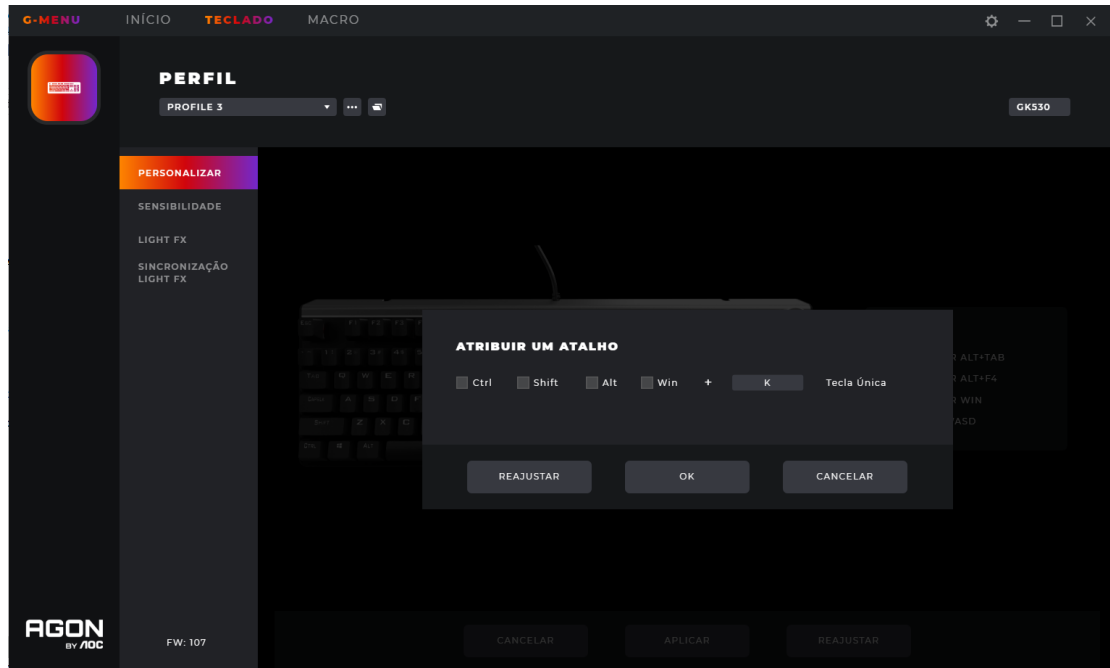 G-MENU INÍCIO TECLADO MACRO
PERFIL
PROFILE 3
GK530
PERSONALIZAR
SENSIBILIDADE
LIGHT FX
SINCRONIZAÇÃO
LIGHT FX
ATRIBUIR UM ATALHO
Ctrl Shift Alt Win + K Tecla Única
REAJUSTAR OK CANCELAR
R ALT+TAB
R ALT+F4
R WIN
WASD
CANCELAR APLICAR REAJUSTAR
AGON
BY AOC
FW: 107